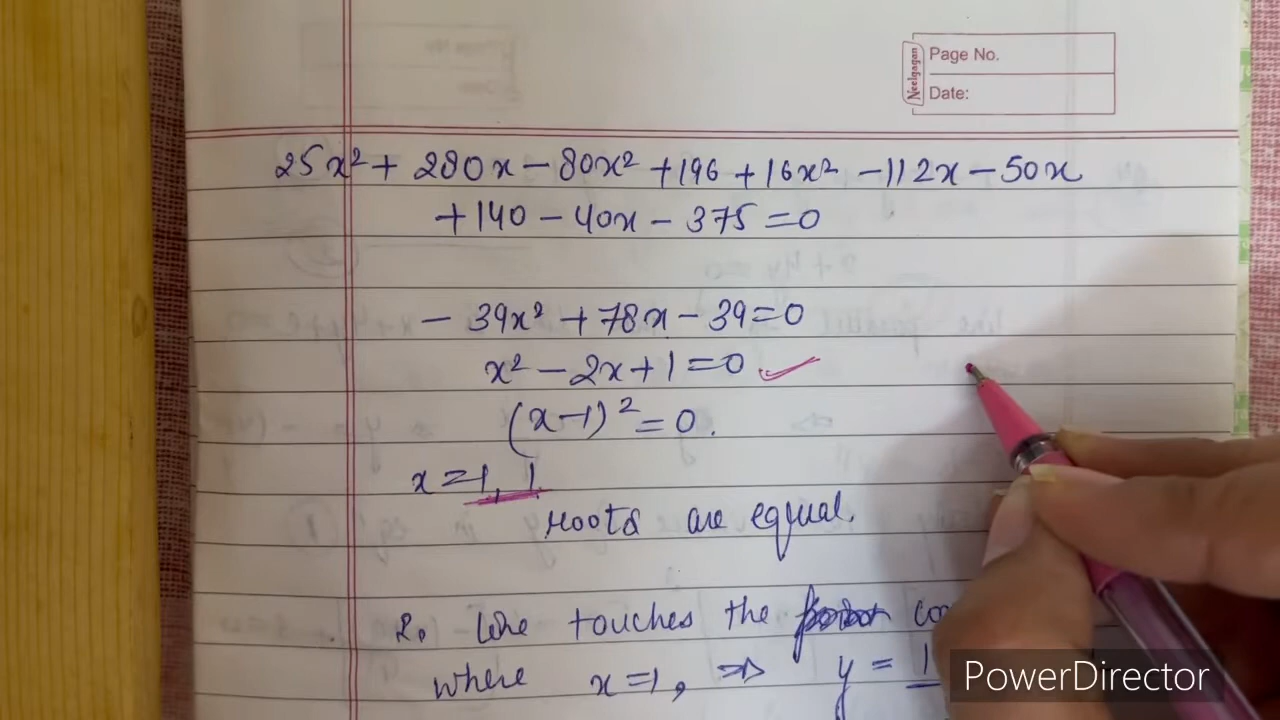 Neelgagan
Page No.
Date:
25x² + 280x - 80x² + 196 + 16x² - 112x - 50x
+ 140 - 40x - 375 = 0
- 39x² + 78x - 39 = 0
x² - 2x + 1 = 0 ✓
(x-1)² = 0.
x = 1, 1
roots are equal.
line touches the
where x = 1, ⇒ y = 1
PowerDirector